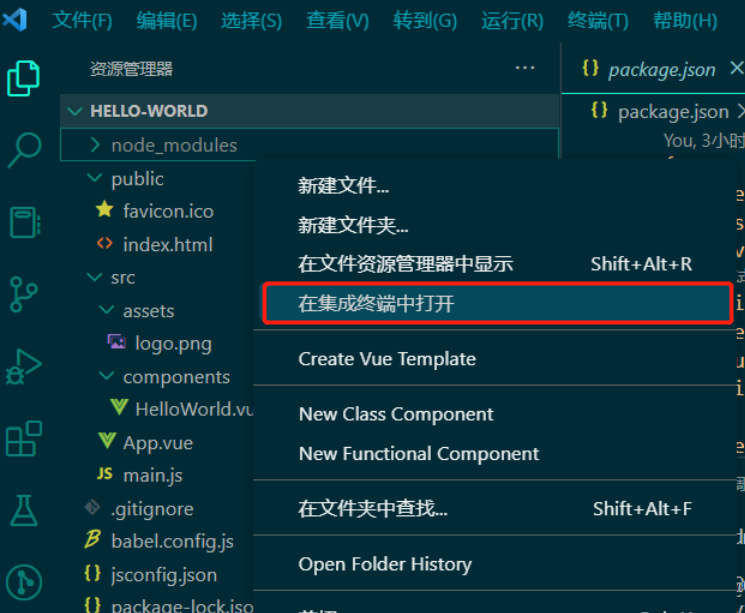 文件(F) 编辑(E) 选择(S) 查看(V) 转到(G) 运行(R) 终端(T) 帮助(H)
资源管理器 ···
{} package.json ×
HELLO-WORLD
{} package.json >
node_modules
You, 3小时
public
新建文件...
favicon.ico
新建文件夹...
index.html
在文件资源管理器中显示 Shift+Alt+R
src
在集成终端中打开
assets
logo.png
Create Vue Template
components
HelloWorld.vu
New Class Component
App.vue
New Functional Component
JS main.js
.gitignore
在文件夹中查找... Shift+Alt+F
babel.config.js
Open Folder History
{} jsconfig.json
{} package-lock.jso